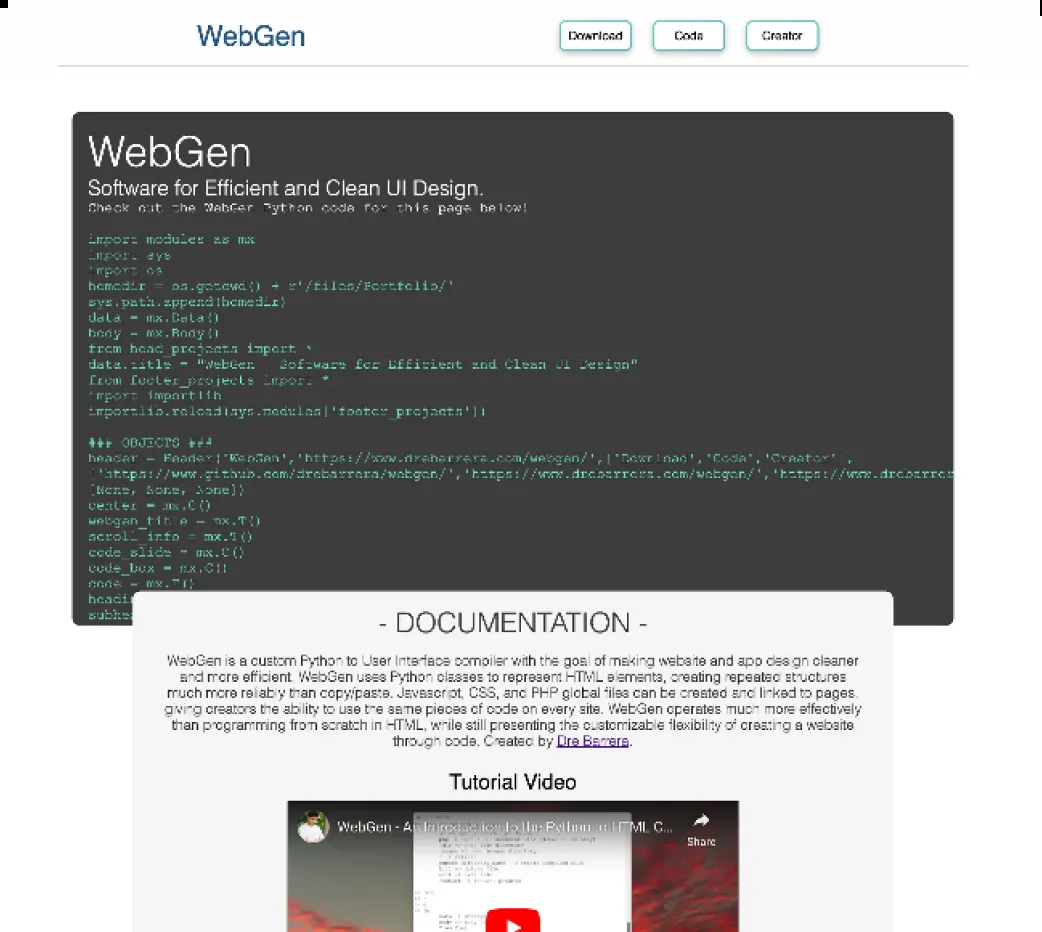 WebGen
Download
Code
Creator
WebGen
Software for Efficient and Clean UI Design.
Check out the WebGen Python code for this page below!
import modules as mx
import sys
import os
homedir = os.getcwd() + r'/files/Portfolio/'
sys.path.append(homedir)
data = mx.Data()
body = mx.Body()
from head_projects import *
data.title = "WebGen - Software for Efficient and Clean UI Design"
from footer_projects import *
import importlib
importlib.reload(sys.modules['footer_projects'])
### OBJECTS ###
header = Header('WebGen','https://www.drebarrera.com/webgen/',['Download','Code','Creator'],
['https://www.github.com/drebarrera/webgen/','https://www.drebarrera.com/webgen/','https://www.drebarrer
[None, None, None])
center = mx.C()
webgen_title = mx.T()
scroll_info = mx.T()
code_slide = mx.C()
code_box = mx.C()
code = mx.T()
headi
subhe
- DOCUMENTATION -
WebGen is a custom Python to User Interface compiler with the goal of making website and app design cleaner
and more efficient. WebGen uses Python classes to represent HTML elements, creating repeated structures
much more reliably than copy/paste. Javascript, CSS, and PHP global files can be created and linked to pages,
giving creators the ability to use the same pieces of code on every site. WebGen operates much more effectively
than programming from scratch in HTML, while still presenting the customizable flexibility of creating a website
through code. Created by Dre Barrera.
Tutorial Video
WebGen - An Introduction to the Python to HTML C...
Share